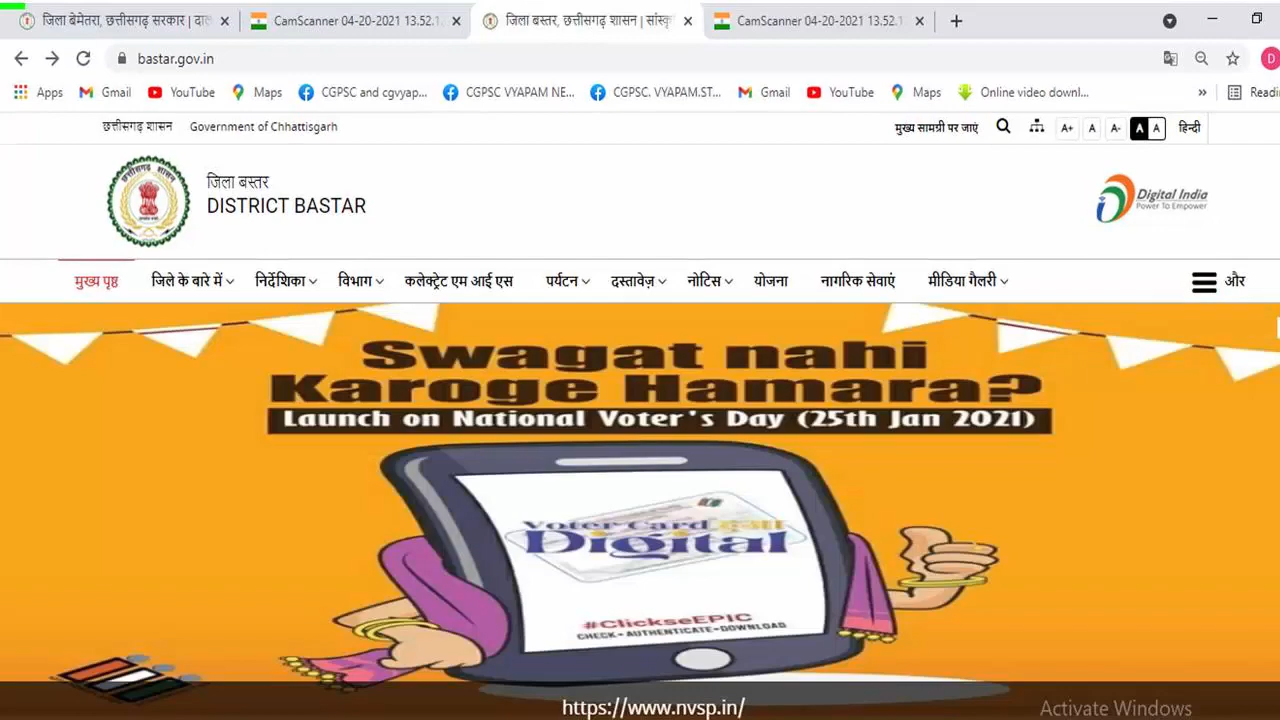 जिला बेमेतरा, छत्तीसगढ़ सरकार | दाल
CamScanner 04-20-2021 13.52.1
जिला बस्तर, छत्तीसगढ़ शासन | सांस्कृ
CamScanner 04-20-2021 13.52.1
bastar.gov.in
Apps
Gmail
YouTube
Maps
CGPSC and cgvyap...
CGPSC VYAPAM NE...
CGPSC. VYAPAM.ST...
Gmail
YouTube
Maps
Online video downl...
»
Readi
छत्तीसगढ़ शासन
Government of Chhattisgarh
मुख्य सामग्री पर जाएं
A+
A
A-
A
A
हिन्दी
जिला बस्तर
DISTRICT BASTAR
Digital India
Power To Empower
मुख्य पृष्ठ
जिले के बारे में
निर्देशिका
विभाग
कलेक्ट्रेट एम आई एस
पर्यटन
दस्तावेज़
नोटिस
योजना
नागरिक सेवाएं
मीडिया गैलरी
और
Swagat nahi
Karoge Hamara?
Launch on National Voter's Day (25th Jan 2021)
Voter Card हुआ
Digital
#ClickseEPIC
CHECK-AUTHENTICATE-DOWNLOAD
https://www.nvsp.in/
Activate Windows